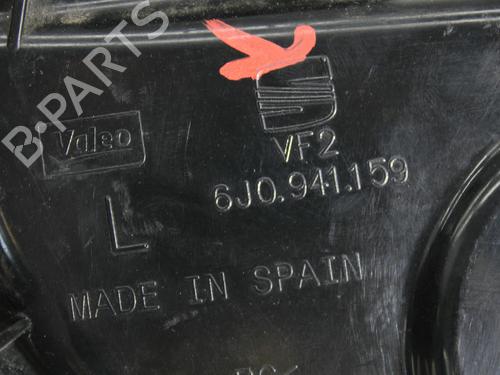 B-PARTS
Valeo
VF2
6J0.941.159
L
MADE IN SPAIN